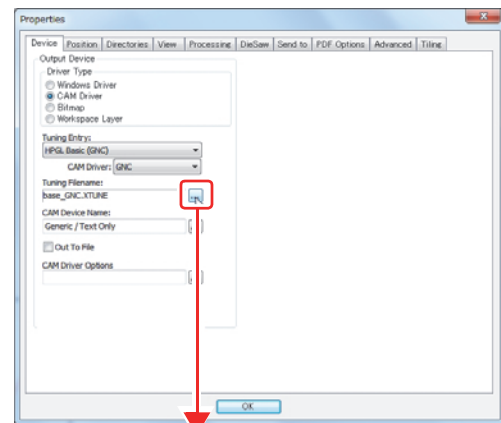 Properties
Device Position Directories View Processing DieSaw Send to PDF Options Advanced Tiling
Output Device
Driver Type
Windows Driver
CAM Driver
Bitmap
Workspace Layer
Tuning Entry:
HPGL Basic (GNC)
CAM Driver: GNC
Tuning Filename:
base_GNC.XTUNE
CAM Device Name:
Generic / Text Only
Out To File
CAM Driver Options
OK